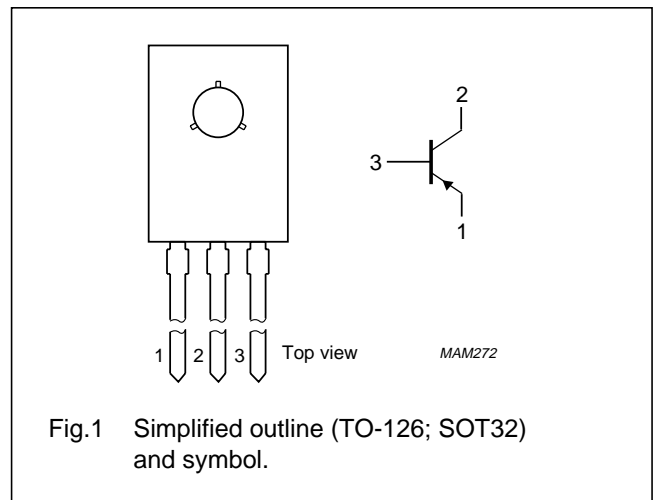 2
3
1
1 2 3 Top view MAM272
Fig.1 Simplified outline (TO-126; SOT32)
and symbol.